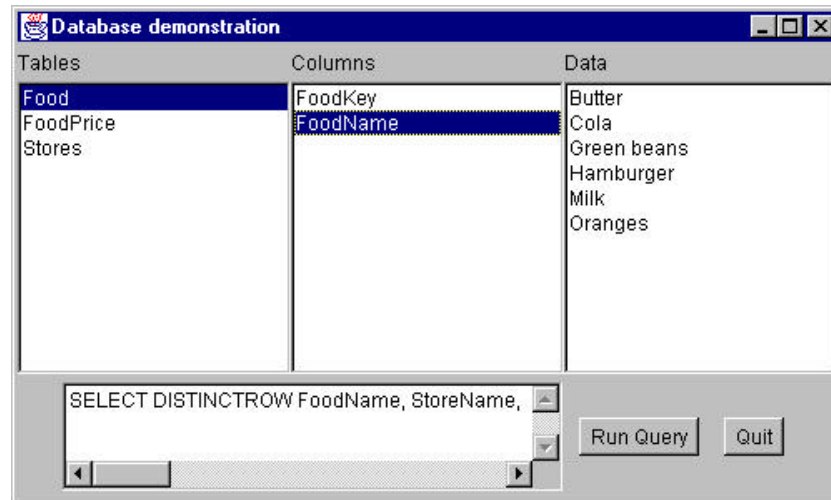 Database demonstration
Tables Columns Data
Food
FoodPrice
Stores
FoodKey
FoodName
Butter
Cola
Green beans
Hamburger
Milk
Oranges
SELECT DISTINCTROW FoodName, StoreName,
Run Query Quit